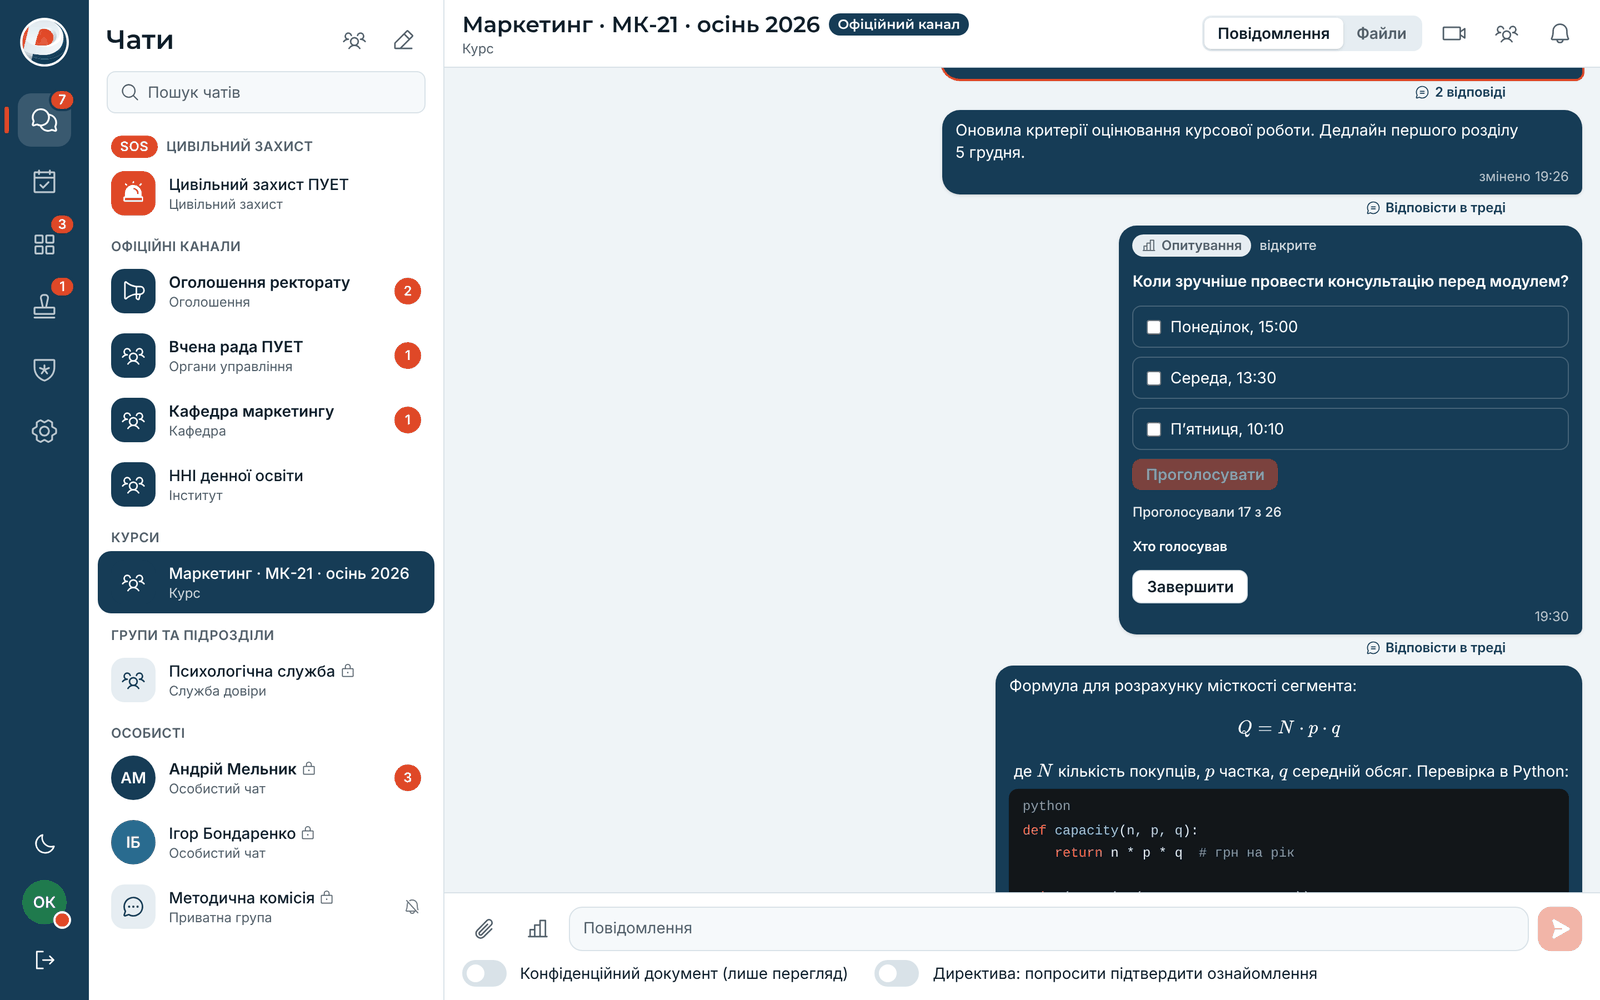 7
3
1
ОК
Чати
Пошук чатів
SOS ЦИВІЛЬНИЙ ЗАХИСТ
Цивільний захист ПУЕТ
Цивільний захист
ОФІЦІЙНІ КАНАЛИ
Оголошення ректорату
Оголошення
2
Вчена рада ПУЕТ
Органи управління
1
Кафедра маркетингу
Кафедра
1
ННІ денної освіти
Інститут
КУРСИ
Маркетинг · МК-21 · осінь 2026
Курс
ГРУПИ ТА ПІДРОЗДІЛИ
Психологічна служба
Служба довіри
ОСОБИСТІ
АМ
Андрій Мельник
Особистий чат
3
ІБ
Ігор Бондаренко
Особистий чат
Методична комісія
Приватна група
Маркетинг · МК-21 · осінь 2026 Офіційний канал
Курс
Повідомлення Файли
2 відповіді
Оновила критерії оцінювання курсової роботи. Дедлайн першого розділу
5 грудня.
змінено 19:26
Відповісти в треді
Опитування відкрите
Коли зручніше провести консультацію перед модулем?
Понеділок, 15:00
Середа, 13:30
П’ятниця, 10:10
Проголосувати
Проголосували 17 з 26
Хто голосував
Завершити
19:30
Відповісти в треді
Формула для розрахунку місткості сегмента:
Q = N · p · q
де N кількість покупців, p частка, q середній обсяг. Перевірка в Python:
python
def capacity(n, p, q):
return n * p * q # грн на рік
Повідомлення
Конфіденційний документ (лише перегляд)
Директива: попросити підтвердити ознайомлення